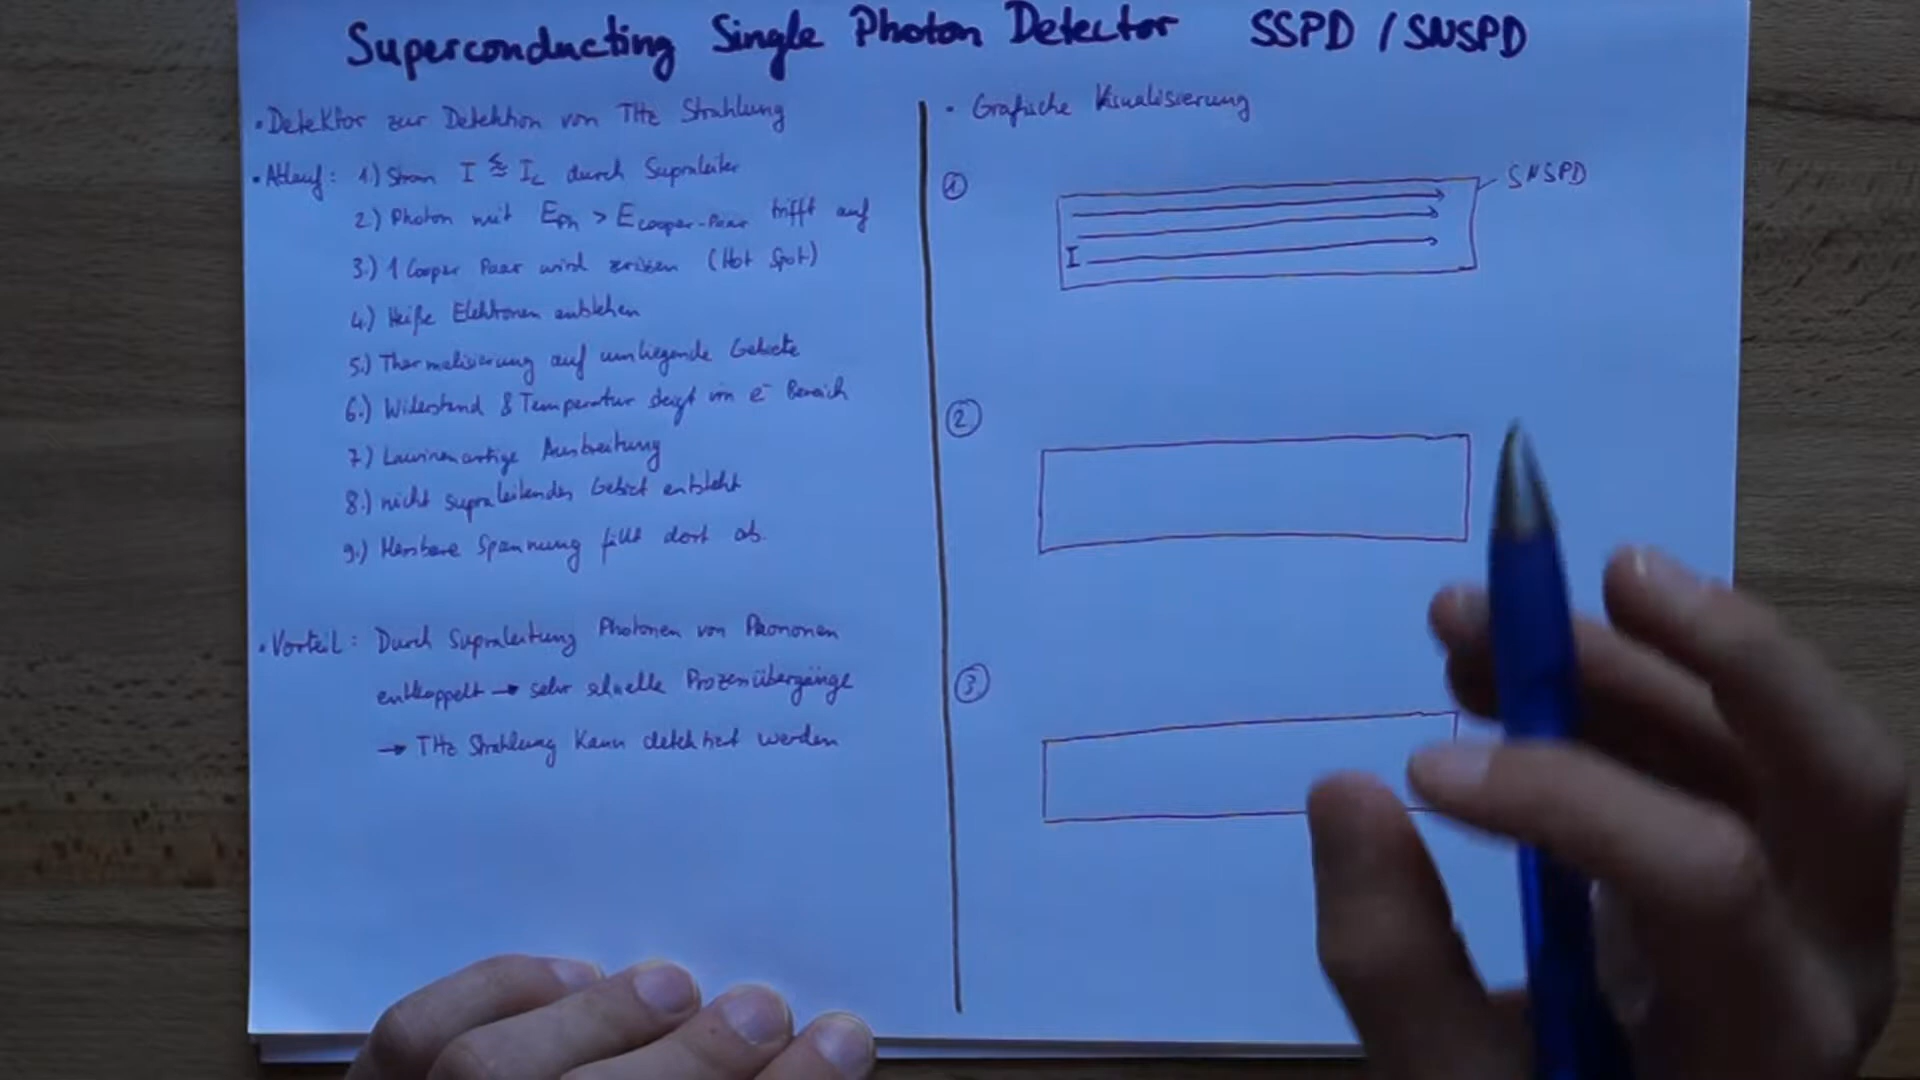 Superconducting Single Photon Detector SSPD / SNSPD
• Detektor zur Detektion von THz Strahlung
• Ablauf: 1.) Strom I ⪅ Ic durch Supraleiter
2.) Photon mit EPh > ECooper-Paar trifft auf
3.) 1 Cooper Paar wird zerissen (Hot Spot)
4.) Heiße Elektronen entstehen
5.) Thermalisierung auf umliegende Gebiete
6.) Widerstand & Temperatur steigt im e⁻ Bereich
7.) Lawinenartige Ausbreitung
8.) nicht supraleitendes Gebiet entsteht
9.) Messbare Spannung fällt dort ab.
• Vorteil: Durch Supraleitung Photonen von Phononen
entkoppelt → sehr schnelle Prozessübergänge
→ THz Strahlung kann detektiert werden
• Grafische Visualisierung
1
SNSPD
I
2
3